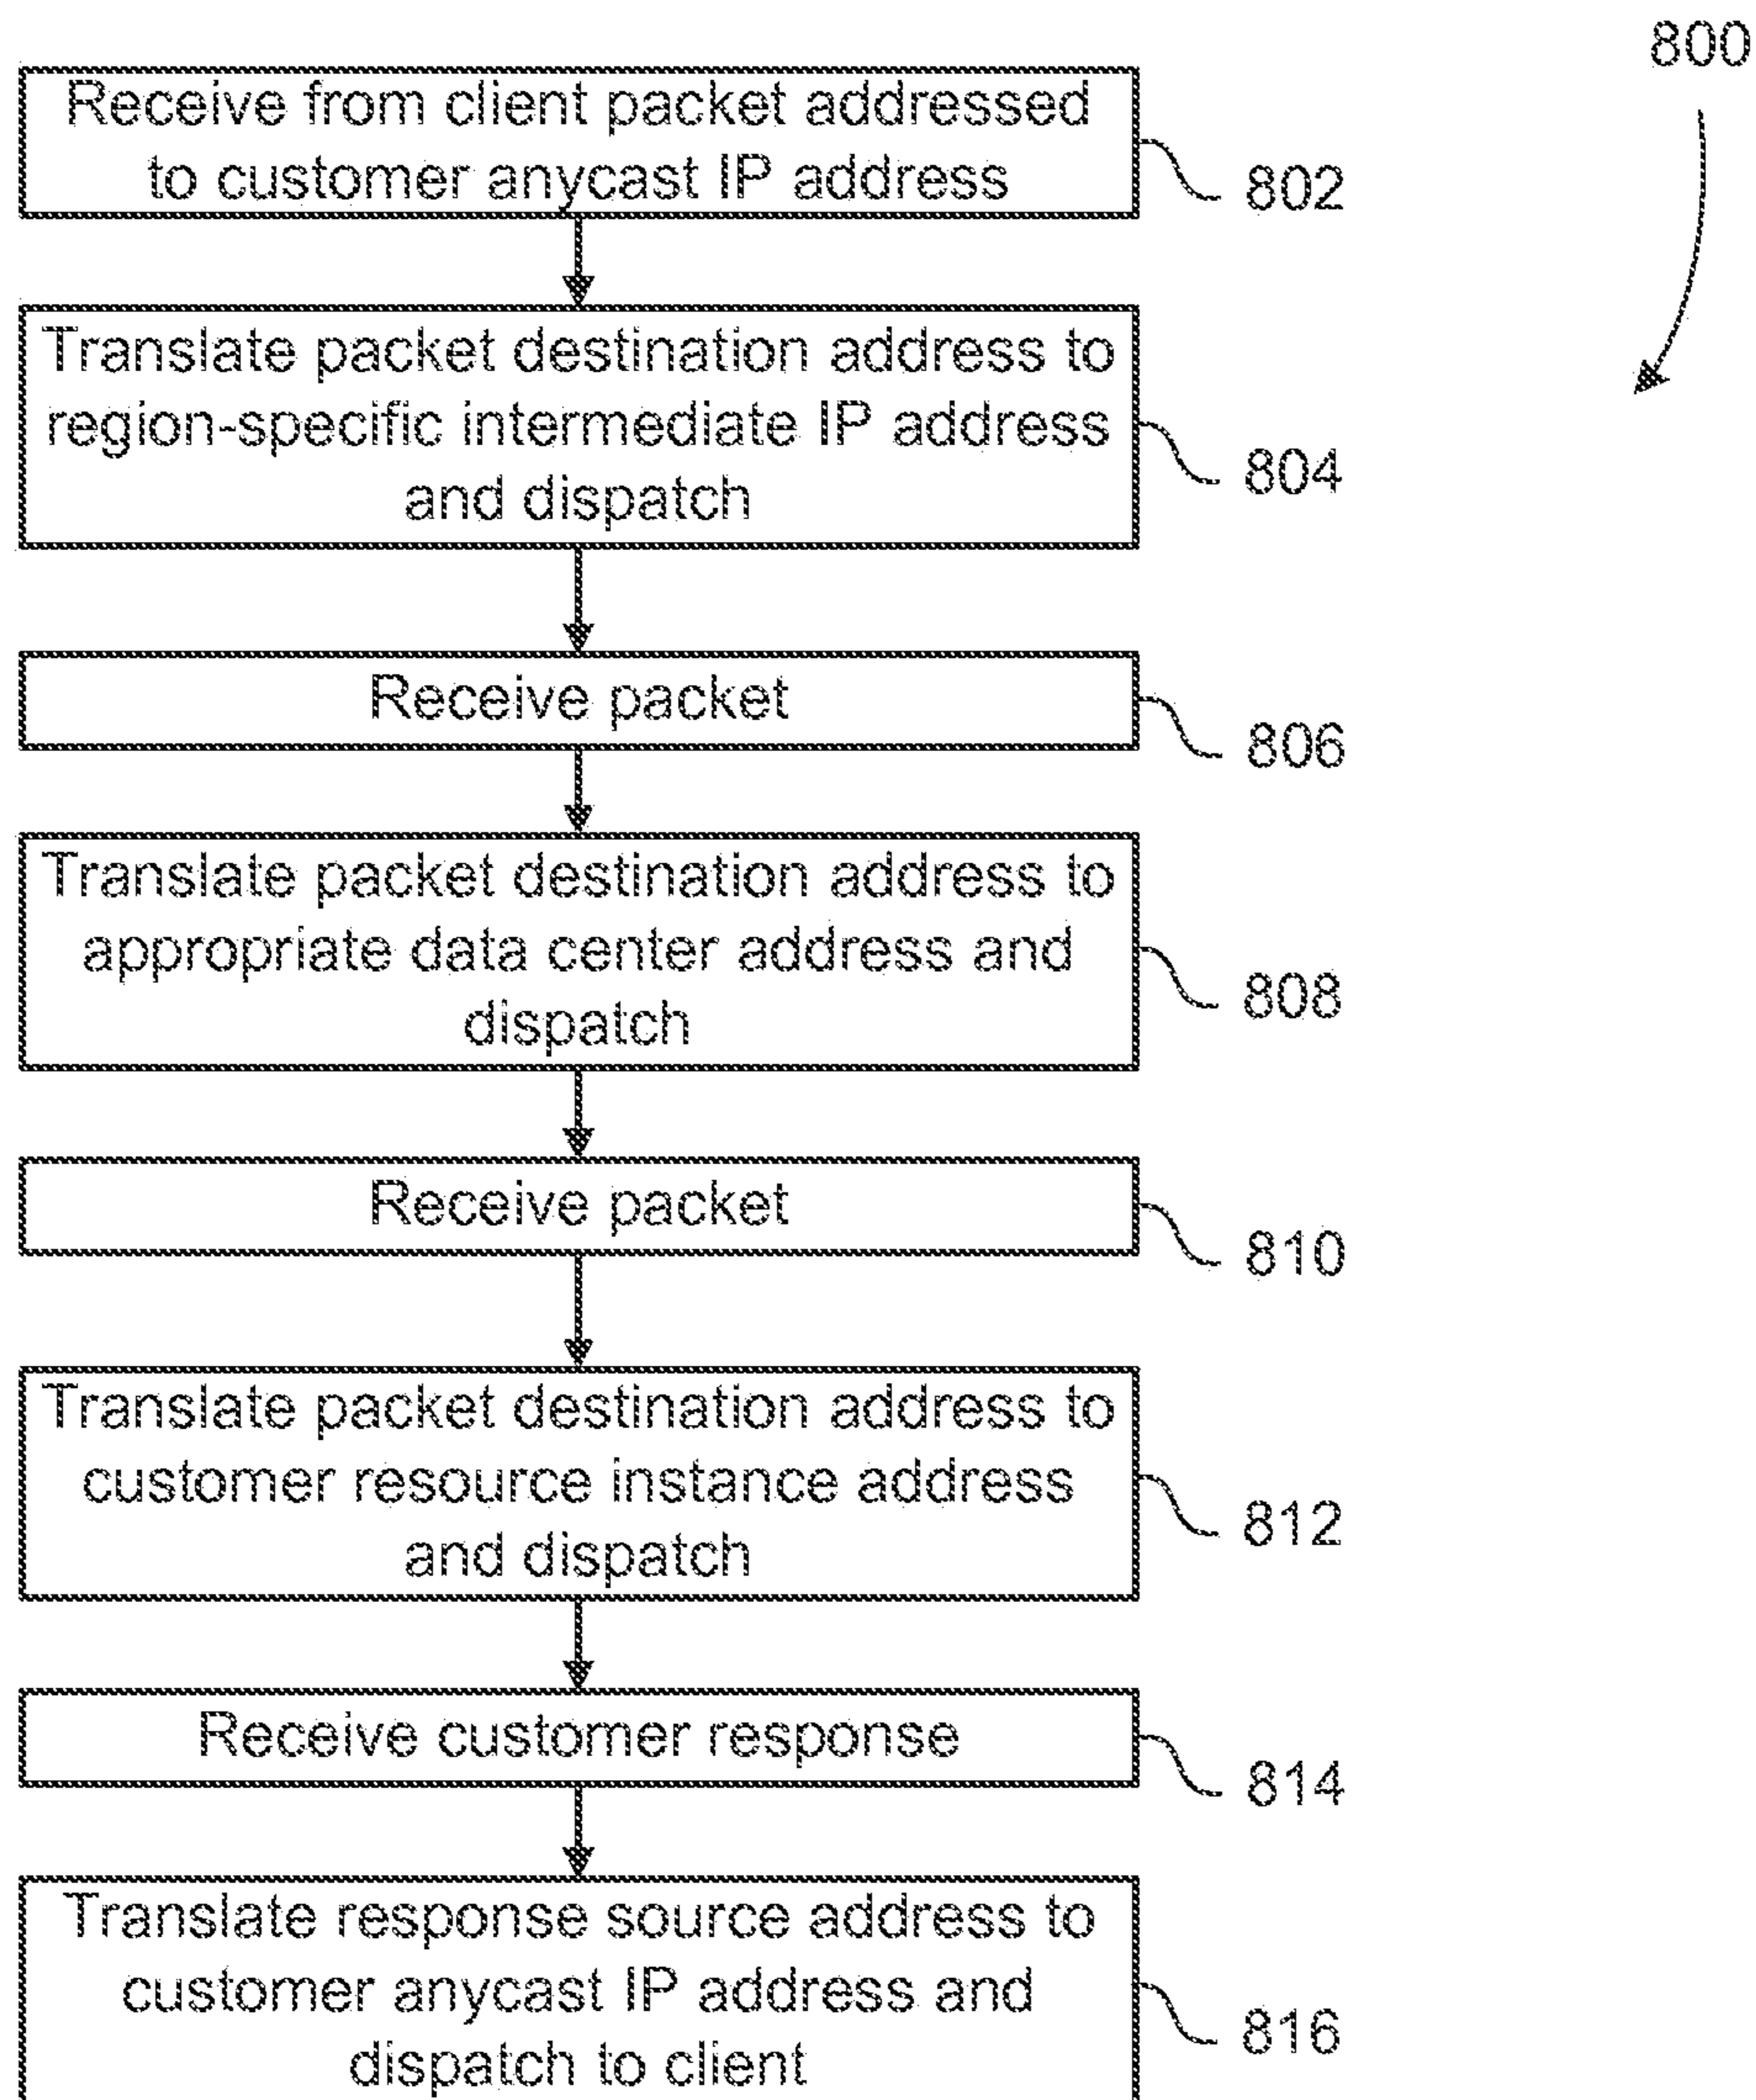 800
Receive from client packet addressed
to customer anycast IP address
802
Translate packet destination address to
region-specific intermediate IP address
and dispatch
804
Receive packet
806
Translate packet destination address to
appropriate data center address and
dispatch
808
Receive packet
810
Translate packet destination address to
customer resource instance address
and dispatch
812
Receive customer response
814
Translate response source address to
customer anycast IP address and
dispatch to client
816